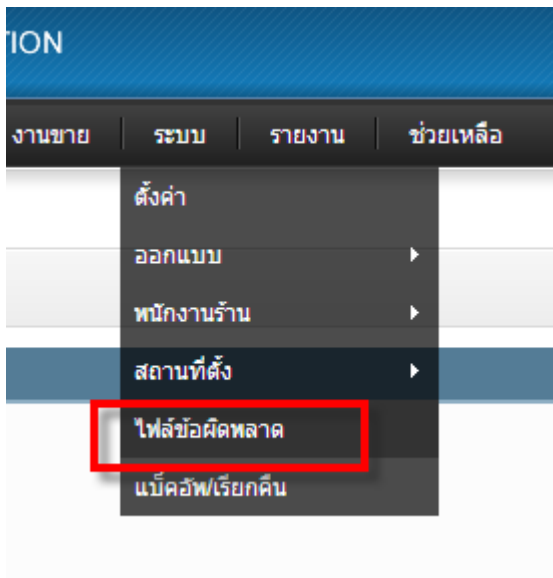 TION
งานขาย ระบบ รายงาน ช่วยเหลือ
ตั้งค่า
ออกแบบ
พนักงานร้าน
สถานที่ตั้ง
ไฟล์ข้อผิดพลาด
แบ็คอัพ/เรียกคืน